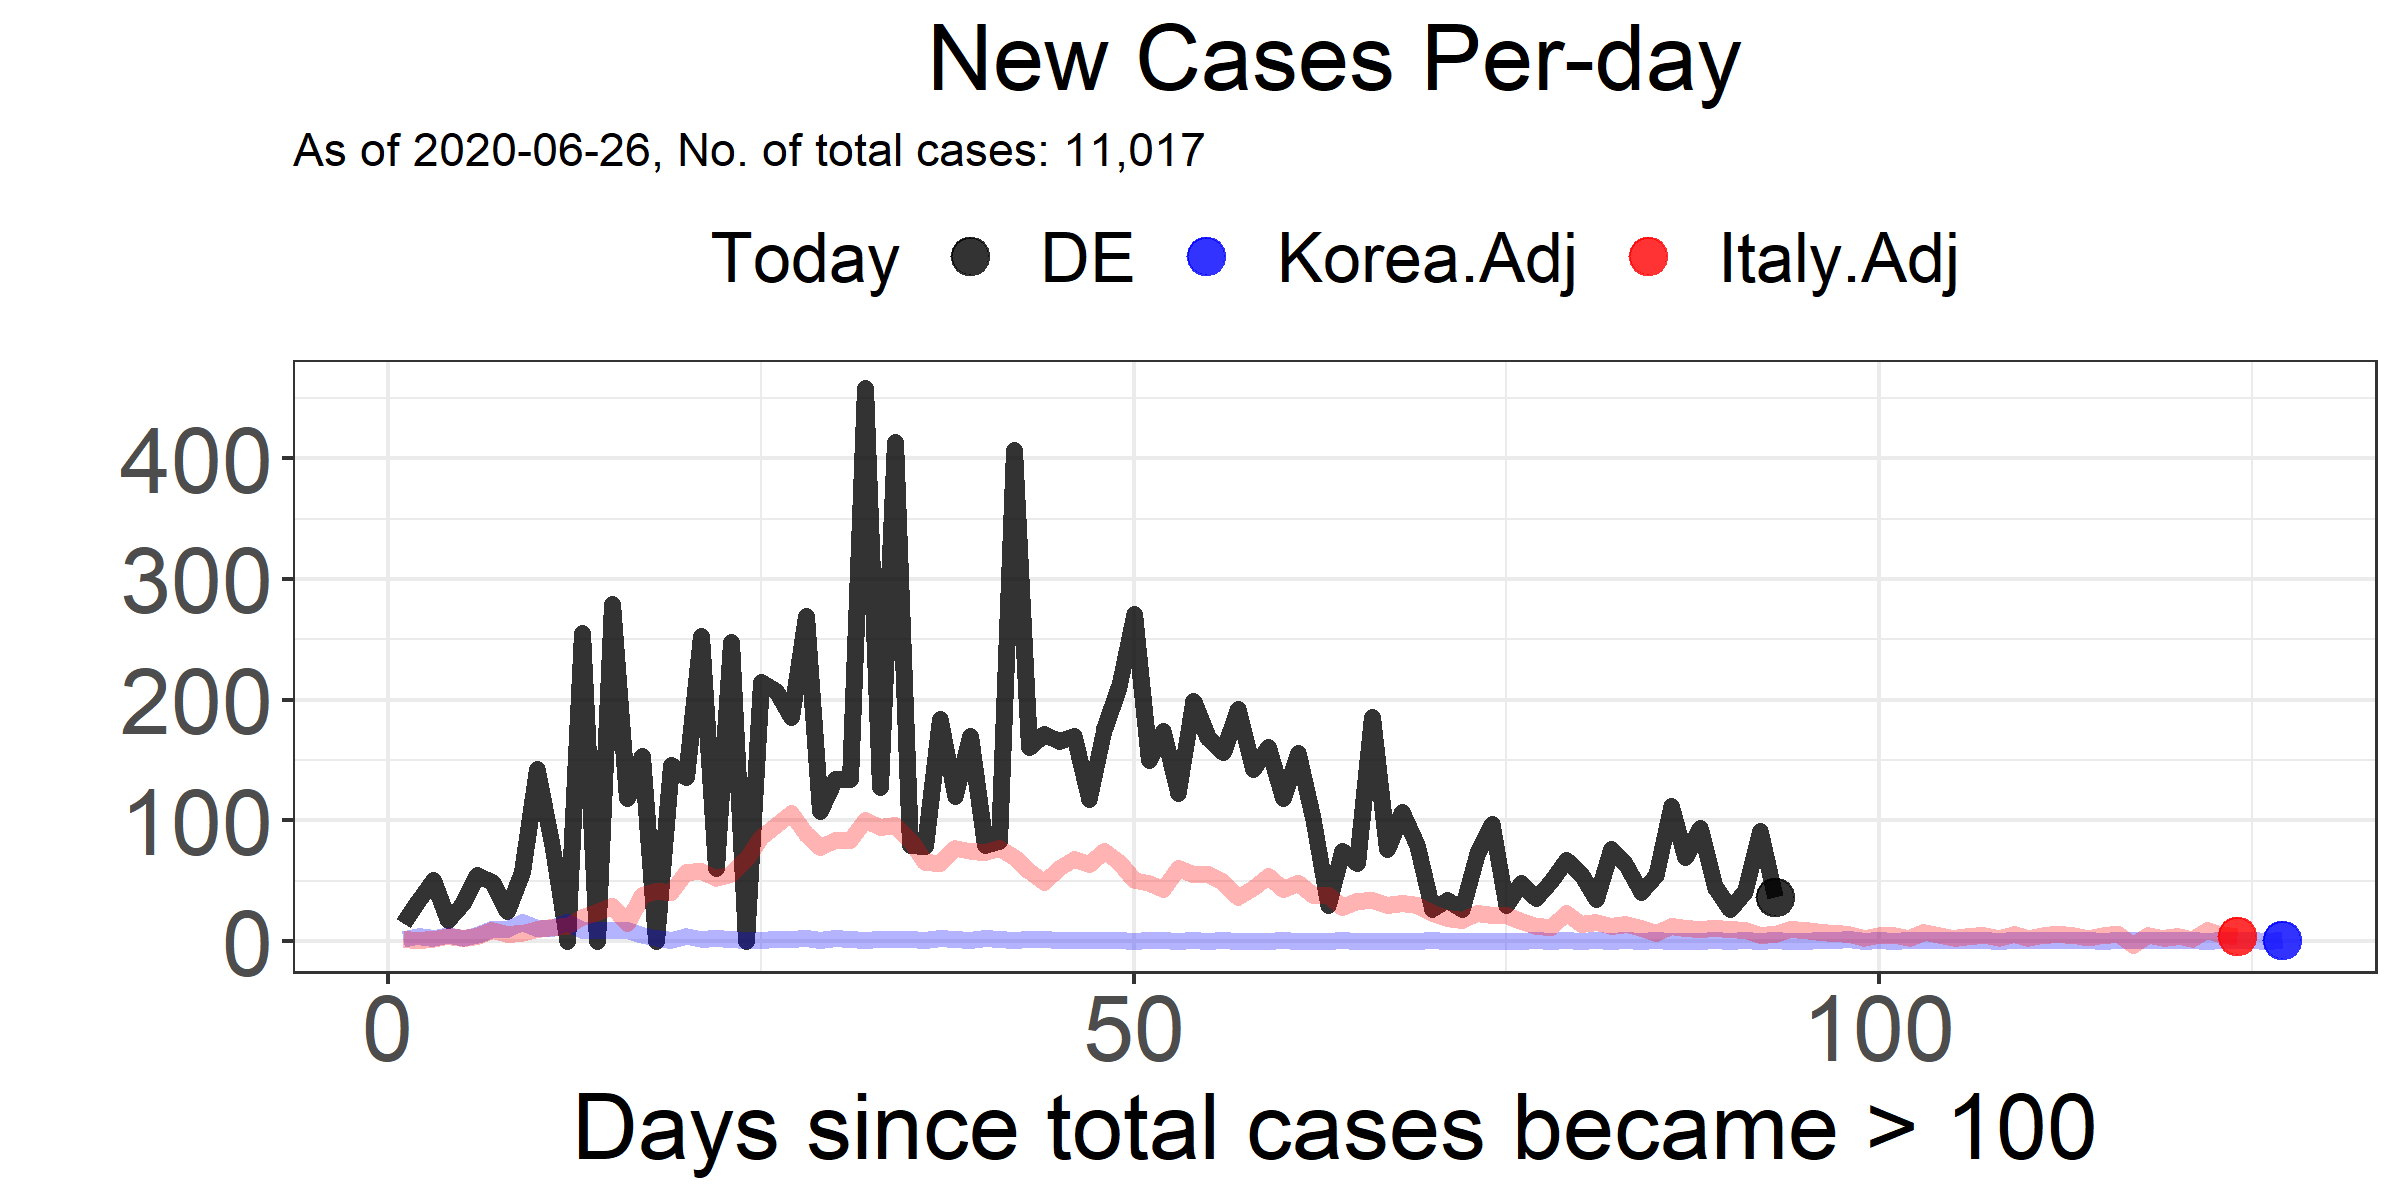 New Cases Per-day
As of 2020-06-26, No. of total cases: 11,017
Today DE Korea.Adj Italy.Adj
400
300
200
100
0
0 50 100
Days since total cases became > 100